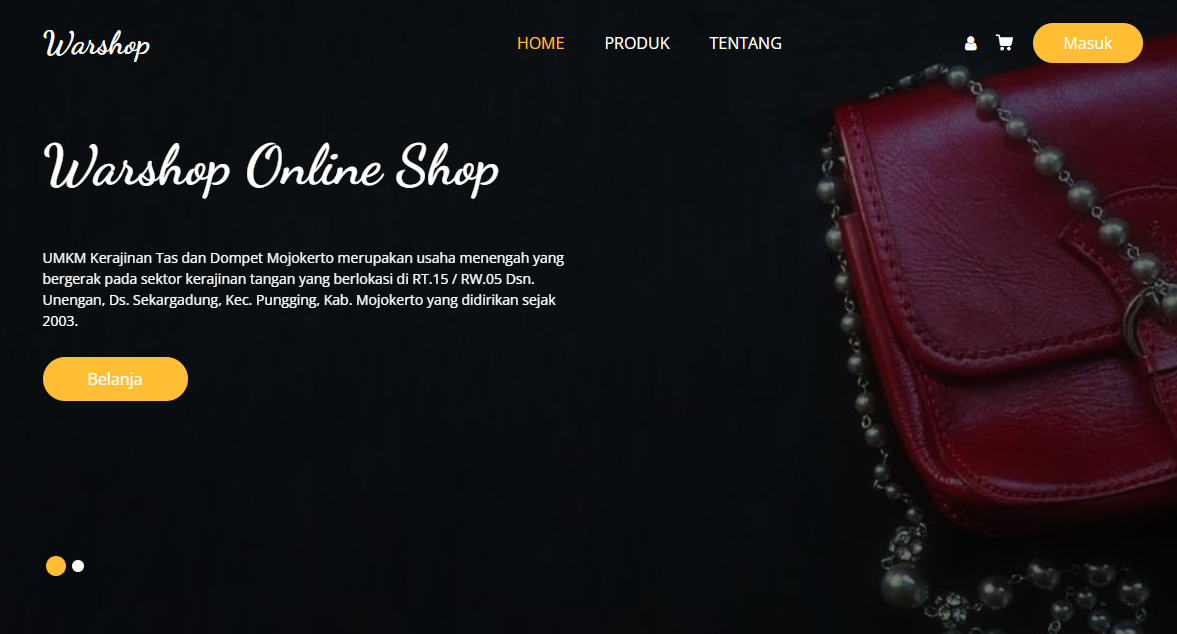 Warshop
HOME PRODUK TENTANG
Masuk
Warshop Online Shop
UMKM Kerajinan Tas dan Dompet Mojokerto merupakan usaha menengah yang
bergerak pada sektor kerajinan tangan yang berlokasi di RT.15 / RW.05 Dsn.
Unengan, Ds. Sekargadung, Kec. Pungging, Kab. Mojokerto yang didirikan sejak
2003.
Belanja